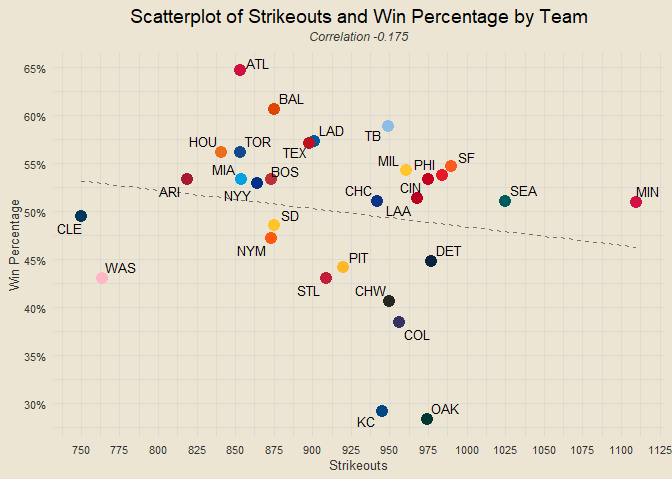 Scatterplot of Strikeouts and Win Percentage by Team
Correlation -0.175
Win Percentage
65%
60%
55%
50%
45%
40%
35%
30%
ATL
BAL
LAD
TB
HOU
TOR
TEX
MIL
PHI
SF
MIA
BOS
ARI
NYY
CHC
CIN
SEA
MIN
LAA
CLE
SD
NYM
DET
WAS
PIT
STL
CHW
COL
KC
OAK
750 775 800 825 850 875 900 925 950 975 1000 1025 1050 1075 1100 1125
Strikeouts